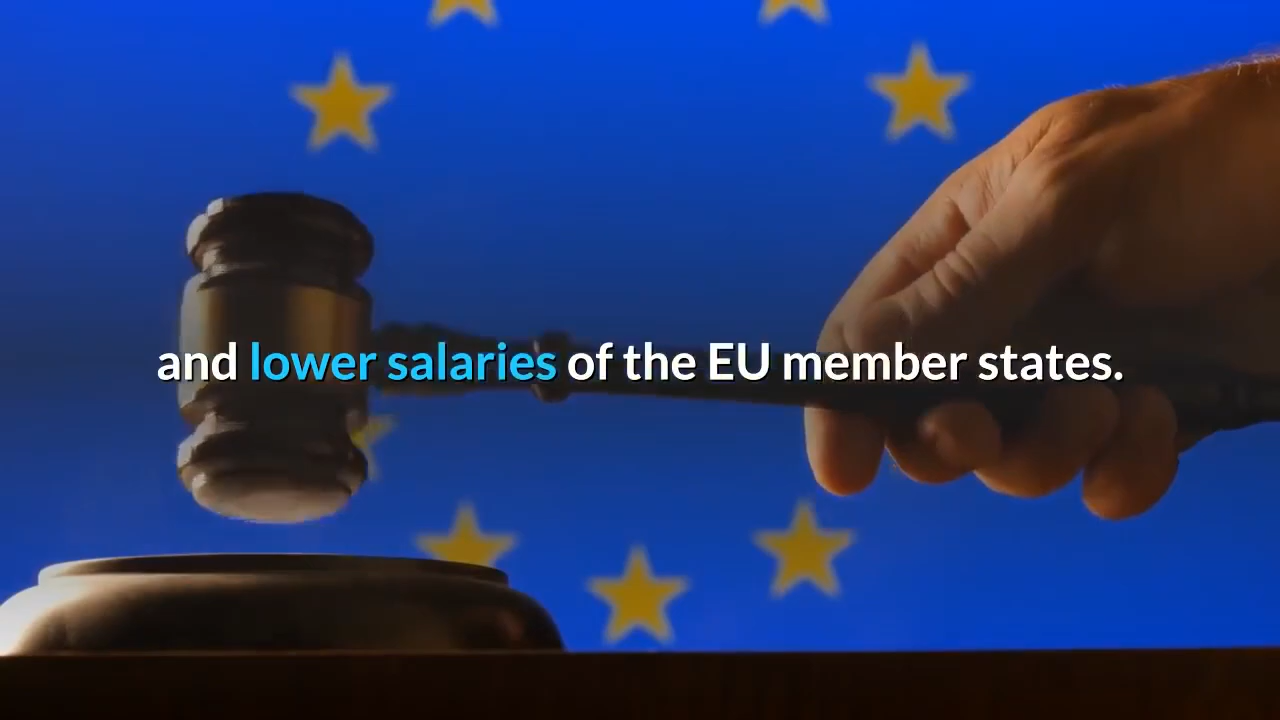 and lower salaries of the EU member states.